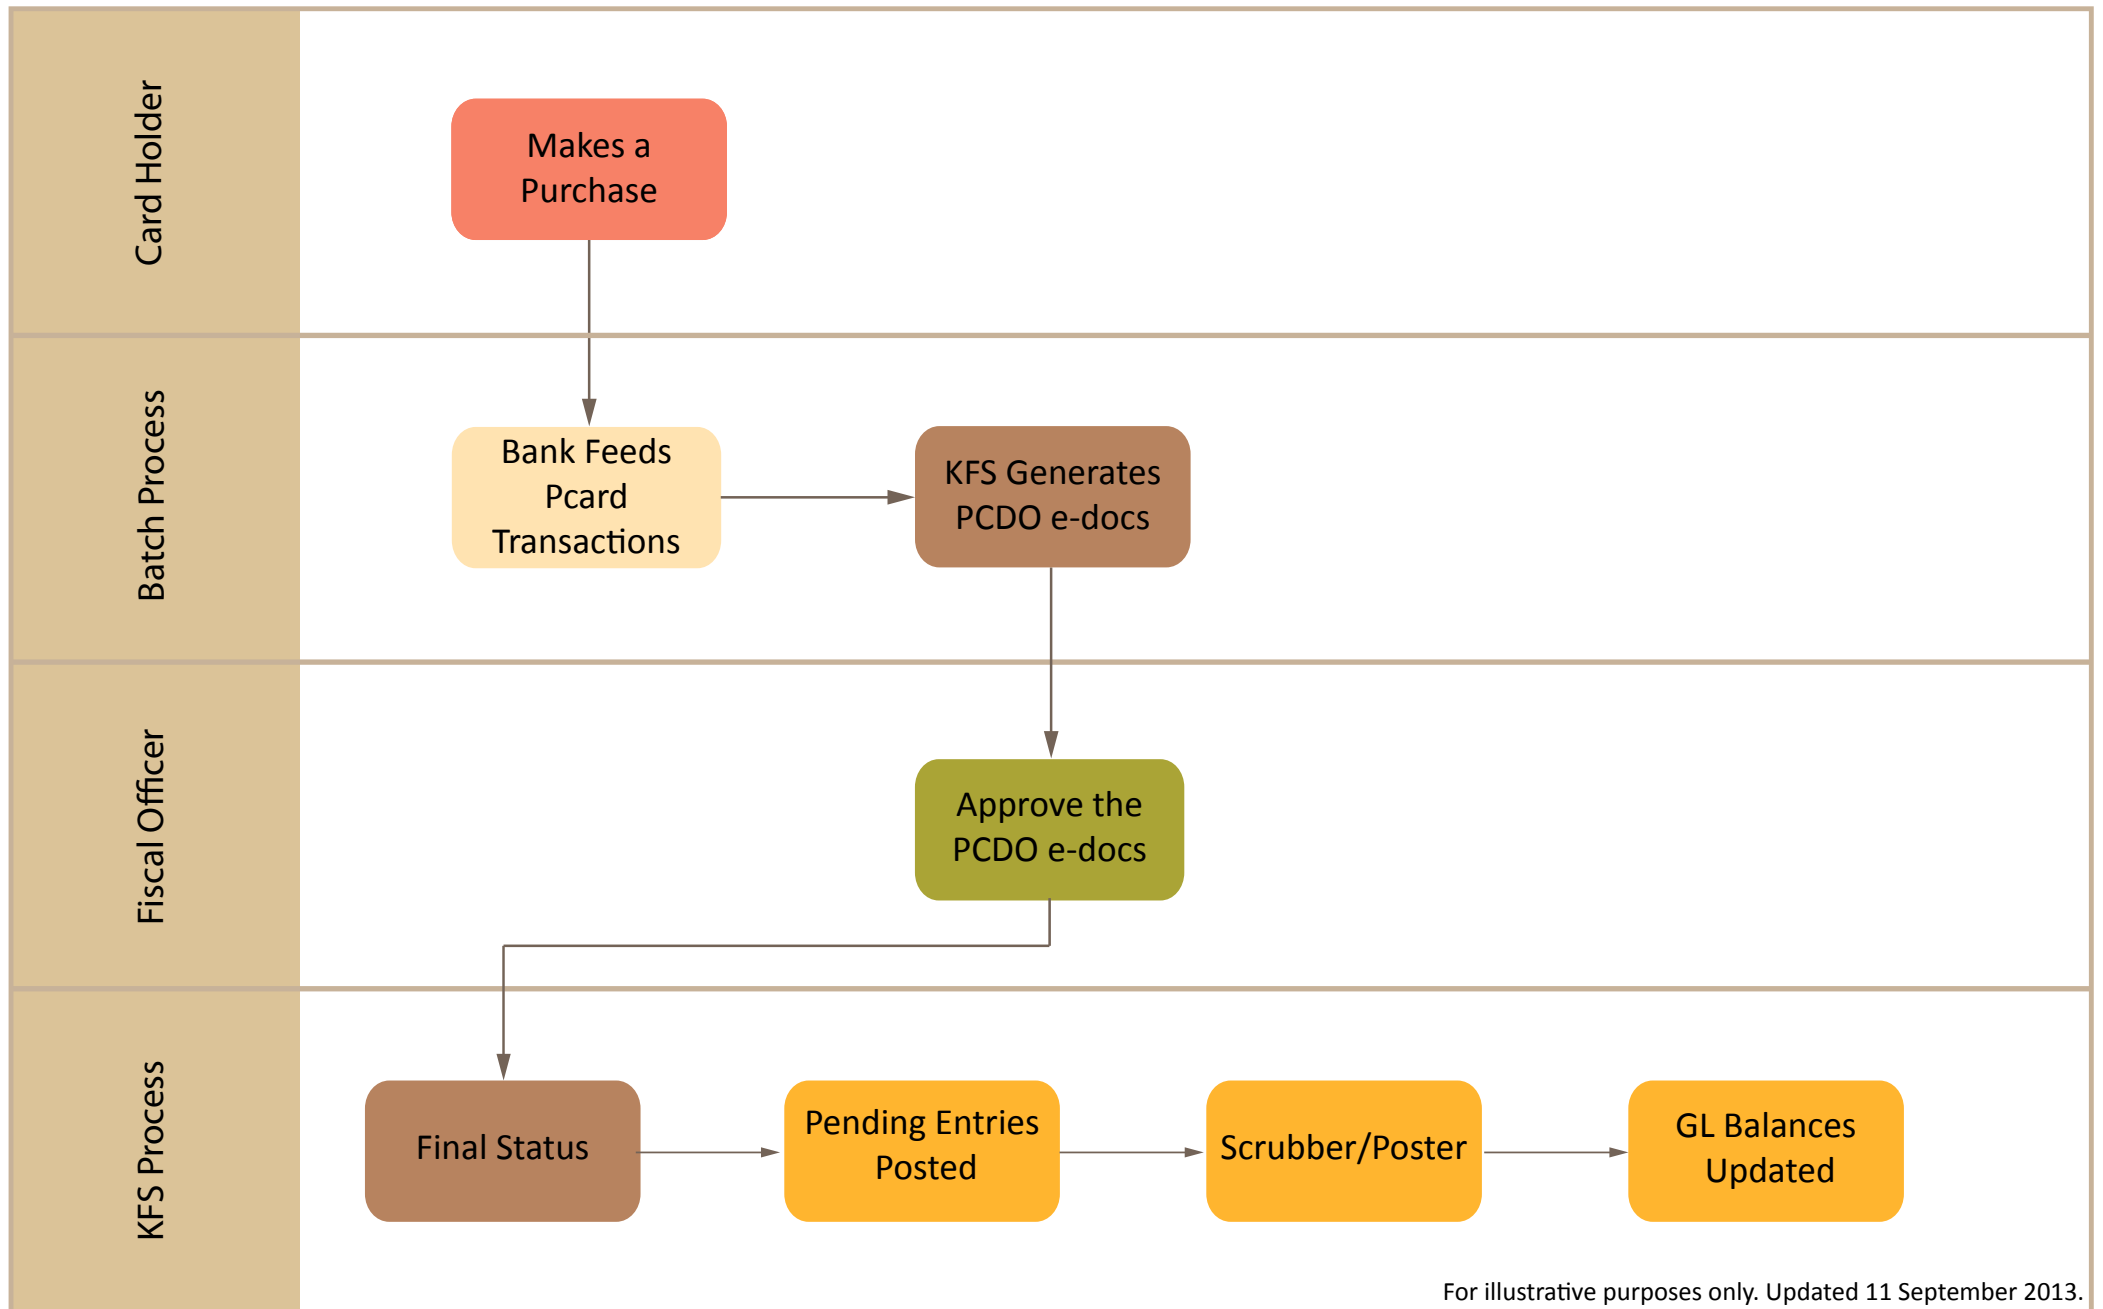 Card Holder
Makes a
Purchase
Batch Process
Bank Feeds
Pcard
Transactions
KFS Generates
PCDO e-docs
Fiscal Officer
Approve the
PCDO e-docs
KFS Process
Final Status
Pending Entries
Posted
Scrubber/Poster
GL Balances
Updated
For illustrative purposes only. Updated 11 September 2013.